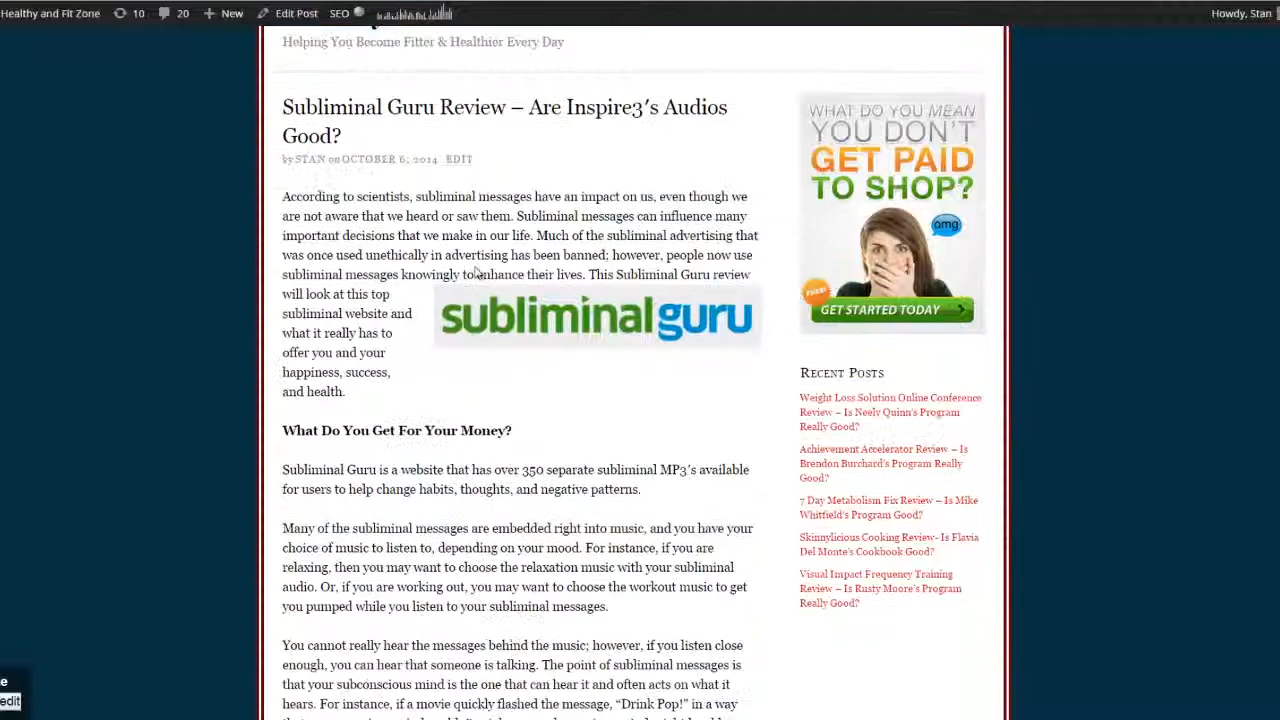 Healthy and Fit Zone 10 20 New Edit Post SEO Howdy, Stan
Helping You Become Fitter & Healthier Every Day
Subliminal Guru Review – Are Inspire3′s Audios
Good?
by STAN on OCTOBER 6, 2014 EDIT
According to scientists, subliminal messages have an impact on us, even though we
are not aware that we heard or saw them. Subliminal messages can influence many
important decisions that we make in our life. Much of the subliminal advertising that
was once used unethically in advertising has been banned; however, people now use
subliminal messages knowingly to enhance their lives. This Subliminal Guru review
will look at this top
subliminal website and
what it really has to
offer you and your
happiness, success,
and health.
subliminalguru
What Do You Get For Your Money?
Subliminal Guru is a website that has over 350 separate subliminal MP3′s available
for users to help change habits, thoughts, and negative patterns.
Many of the subliminal messages are embedded right into music, and you have your
choice of music to listen to, depending on your mood. For instance, if you are
relaxing, then you may want to choose the relaxation music with your subliminal
audio. Or, if you are working out, you may want to choose the workout music to get
you pumped while you listen to your subliminal messages.
You cannot really hear the messages behind the music; however, if you listen close
enough, you can hear that someone is talking. The point of subliminal messages is
that your subconscious mind is the one that can hear it and often acts on what it
hears. For instance, if a movie quickly flashed the message, “Drink Pop!” in a way
WHAT DO YOU MEAN
YOU DON'T
GET PAID
TO SHOP?
omg
FREE!
GET STARTED TODAY
RECENT POSTS
Weight Loss Solution Online Conference
Review – Is Neely Quinn's Program
Really Good?
Achievement Accelerator Review – Is
Brendon Burchard's Program Really
Good?
7 Day Metabolism Fix Review – Is Mike
Whitfield's Program Good?
Skinnylicious Cooking Review- Is Flavia
Del Monte's Cookbook Good?
Visual Impact Frequency Training
Review – Is Rusty Moore's Program
Really Good?
e
edit